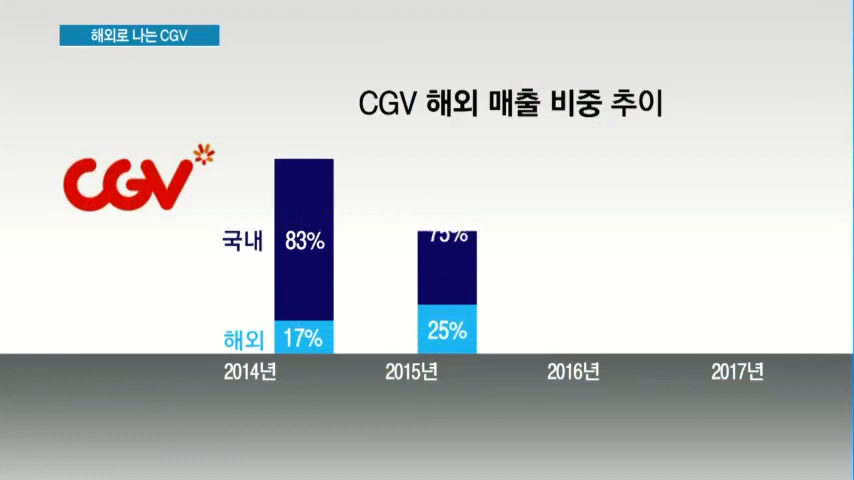 해외로 나는 CGV
CGV 해외 매출 비중 추이
CGV
국내 83% 75%
해외 17% 25%
2014년 2015년 2016년 2017년